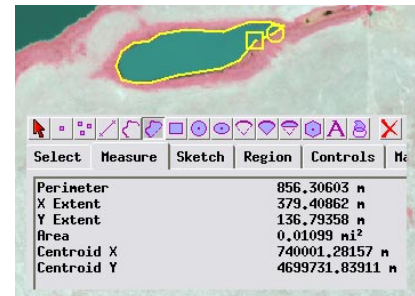 A
Select Measure Sketch Region Controls Ma
Perimeter 856.30603 m
X Extent 379.40862 m
Y Extent 136.79358 m
Area 0.01099 mi²
Centroid X 740001.28157 m
Centroid Y 4699731.83911 m